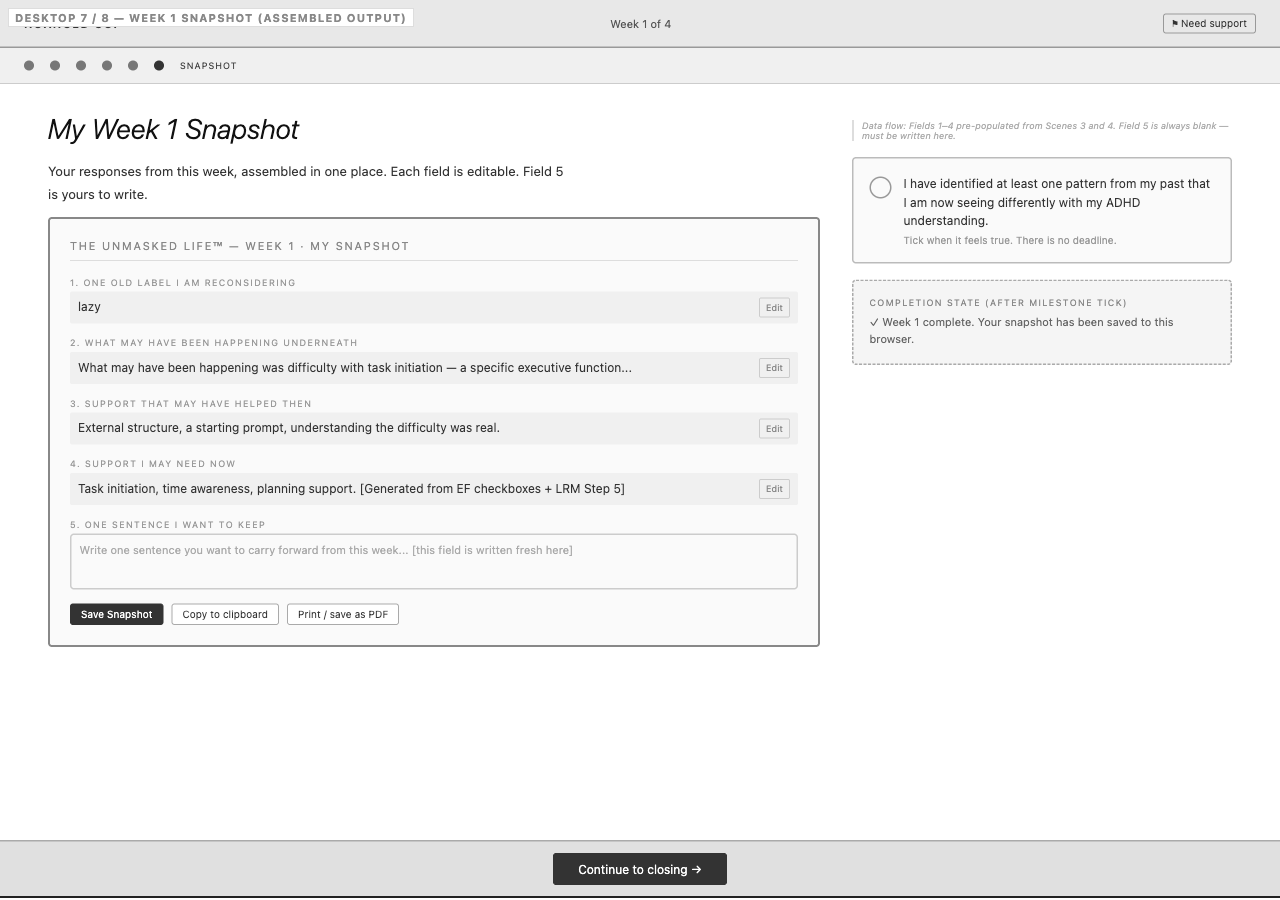 DESKTOP 7 / 8 — WEEK 1 SNAPSHOT (ASSEMBLED OUTPUT)
Week 1 of 4
⚑ Need support
SNAPSHOT
My Week 1 Snapshot
Your responses from this week, assembled in one place. Each field is editable. Field 5
is yours to write.
THE UNMASKED LIFE™ — WEEK 1 · MY SNAPSHOT
1. ONE OLD LABEL I AM RECONSIDERING
lazy
Edit
2. WHAT MAY HAVE BEEN HAPPENING UNDERNEATH
What may have been happening was difficulty with task initiation — a specific executive function...
Edit
3. SUPPORT THAT MAY HAVE HELPED THEN
External structure, a starting prompt, understanding the difficulty was real.
Edit
4. SUPPORT I MAY NEED NOW
Task initiation, time awareness, planning support. [Generated from EF checkboxes + LRM Step 5]
Edit
5. ONE SENTENCE I WANT TO KEEP
Write one sentence you want to carry forward from this week... [this field is written fresh here]
Save Snapshot
Copy to clipboard
Print / save as PDF
Data flow: Fields 1–4 pre-populated from Scenes 3 and 4. Field 5 is always blank —
must be written here.
I have identified at least one pattern from my past that
I am now seeing differently with my ADHD
understanding.
Tick when it feels true. There is no deadline.
COMPLETION STATE (AFTER MILESTONE TICK)
✓ Week 1 complete. Your snapshot has been saved to this
browser.
Continue to closing →